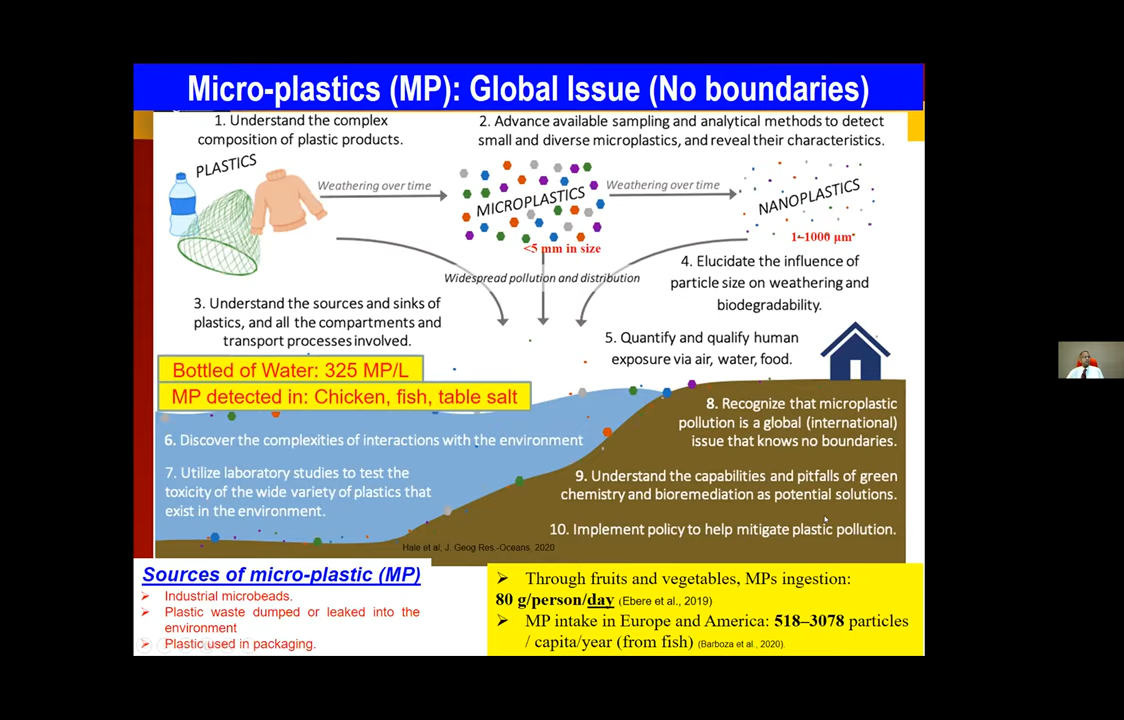 Micro-plastics (MP): Global Issue (No boundaries)
1. Understand the complex
composition of plastic products.
2. Advance available sampling and analytical methods to detect
small and diverse microplastics, and reveal their characteristics.
PLASTICS
Weathering over time
MICROPLASTICS
<5 mm in size
Weathering over time
NANOPLASTICS
1–1000 μm
Widespread pollution and distribution
3. Understand the sources and sinks of
plastics, and all the compartments and
transport processes involved.
4. Elucidate the influence of
particle size on weathering and
biodegradability.
5. Quantify and qualify human
exposure via air, water, food.
Bottled of Water: 325 MP/L
MP detected in: Chicken, fish, table salt
6. Discover the complexities of interactions with the environment
7. Utilize laboratory studies to test the
toxicity of the wide variety of plastics that
exist in the environment.
8. Recognize that microplastic
pollution is a global (international)
issue that knows no boundaries.
9. Understand the capabilities and pitfalls of green
chemistry and bioremediation as potential solutions.
10. Implement policy to help mitigate plastic pollution.
Hale et al, J. Geog Res.-Oceans, 2020
Sources of micro-plastic (MP)
Industrial microbeads.
Plastic waste dumped or leaked into the
environment
Plastic used in packaging.
Through fruits and vegetables, MPs ingestion:
80 g/person/day (Ebere et al., 2019)
MP intake in Europe and America: 518–3078 particles
/ capita/year (from fish) (Barboza et al., 2020).